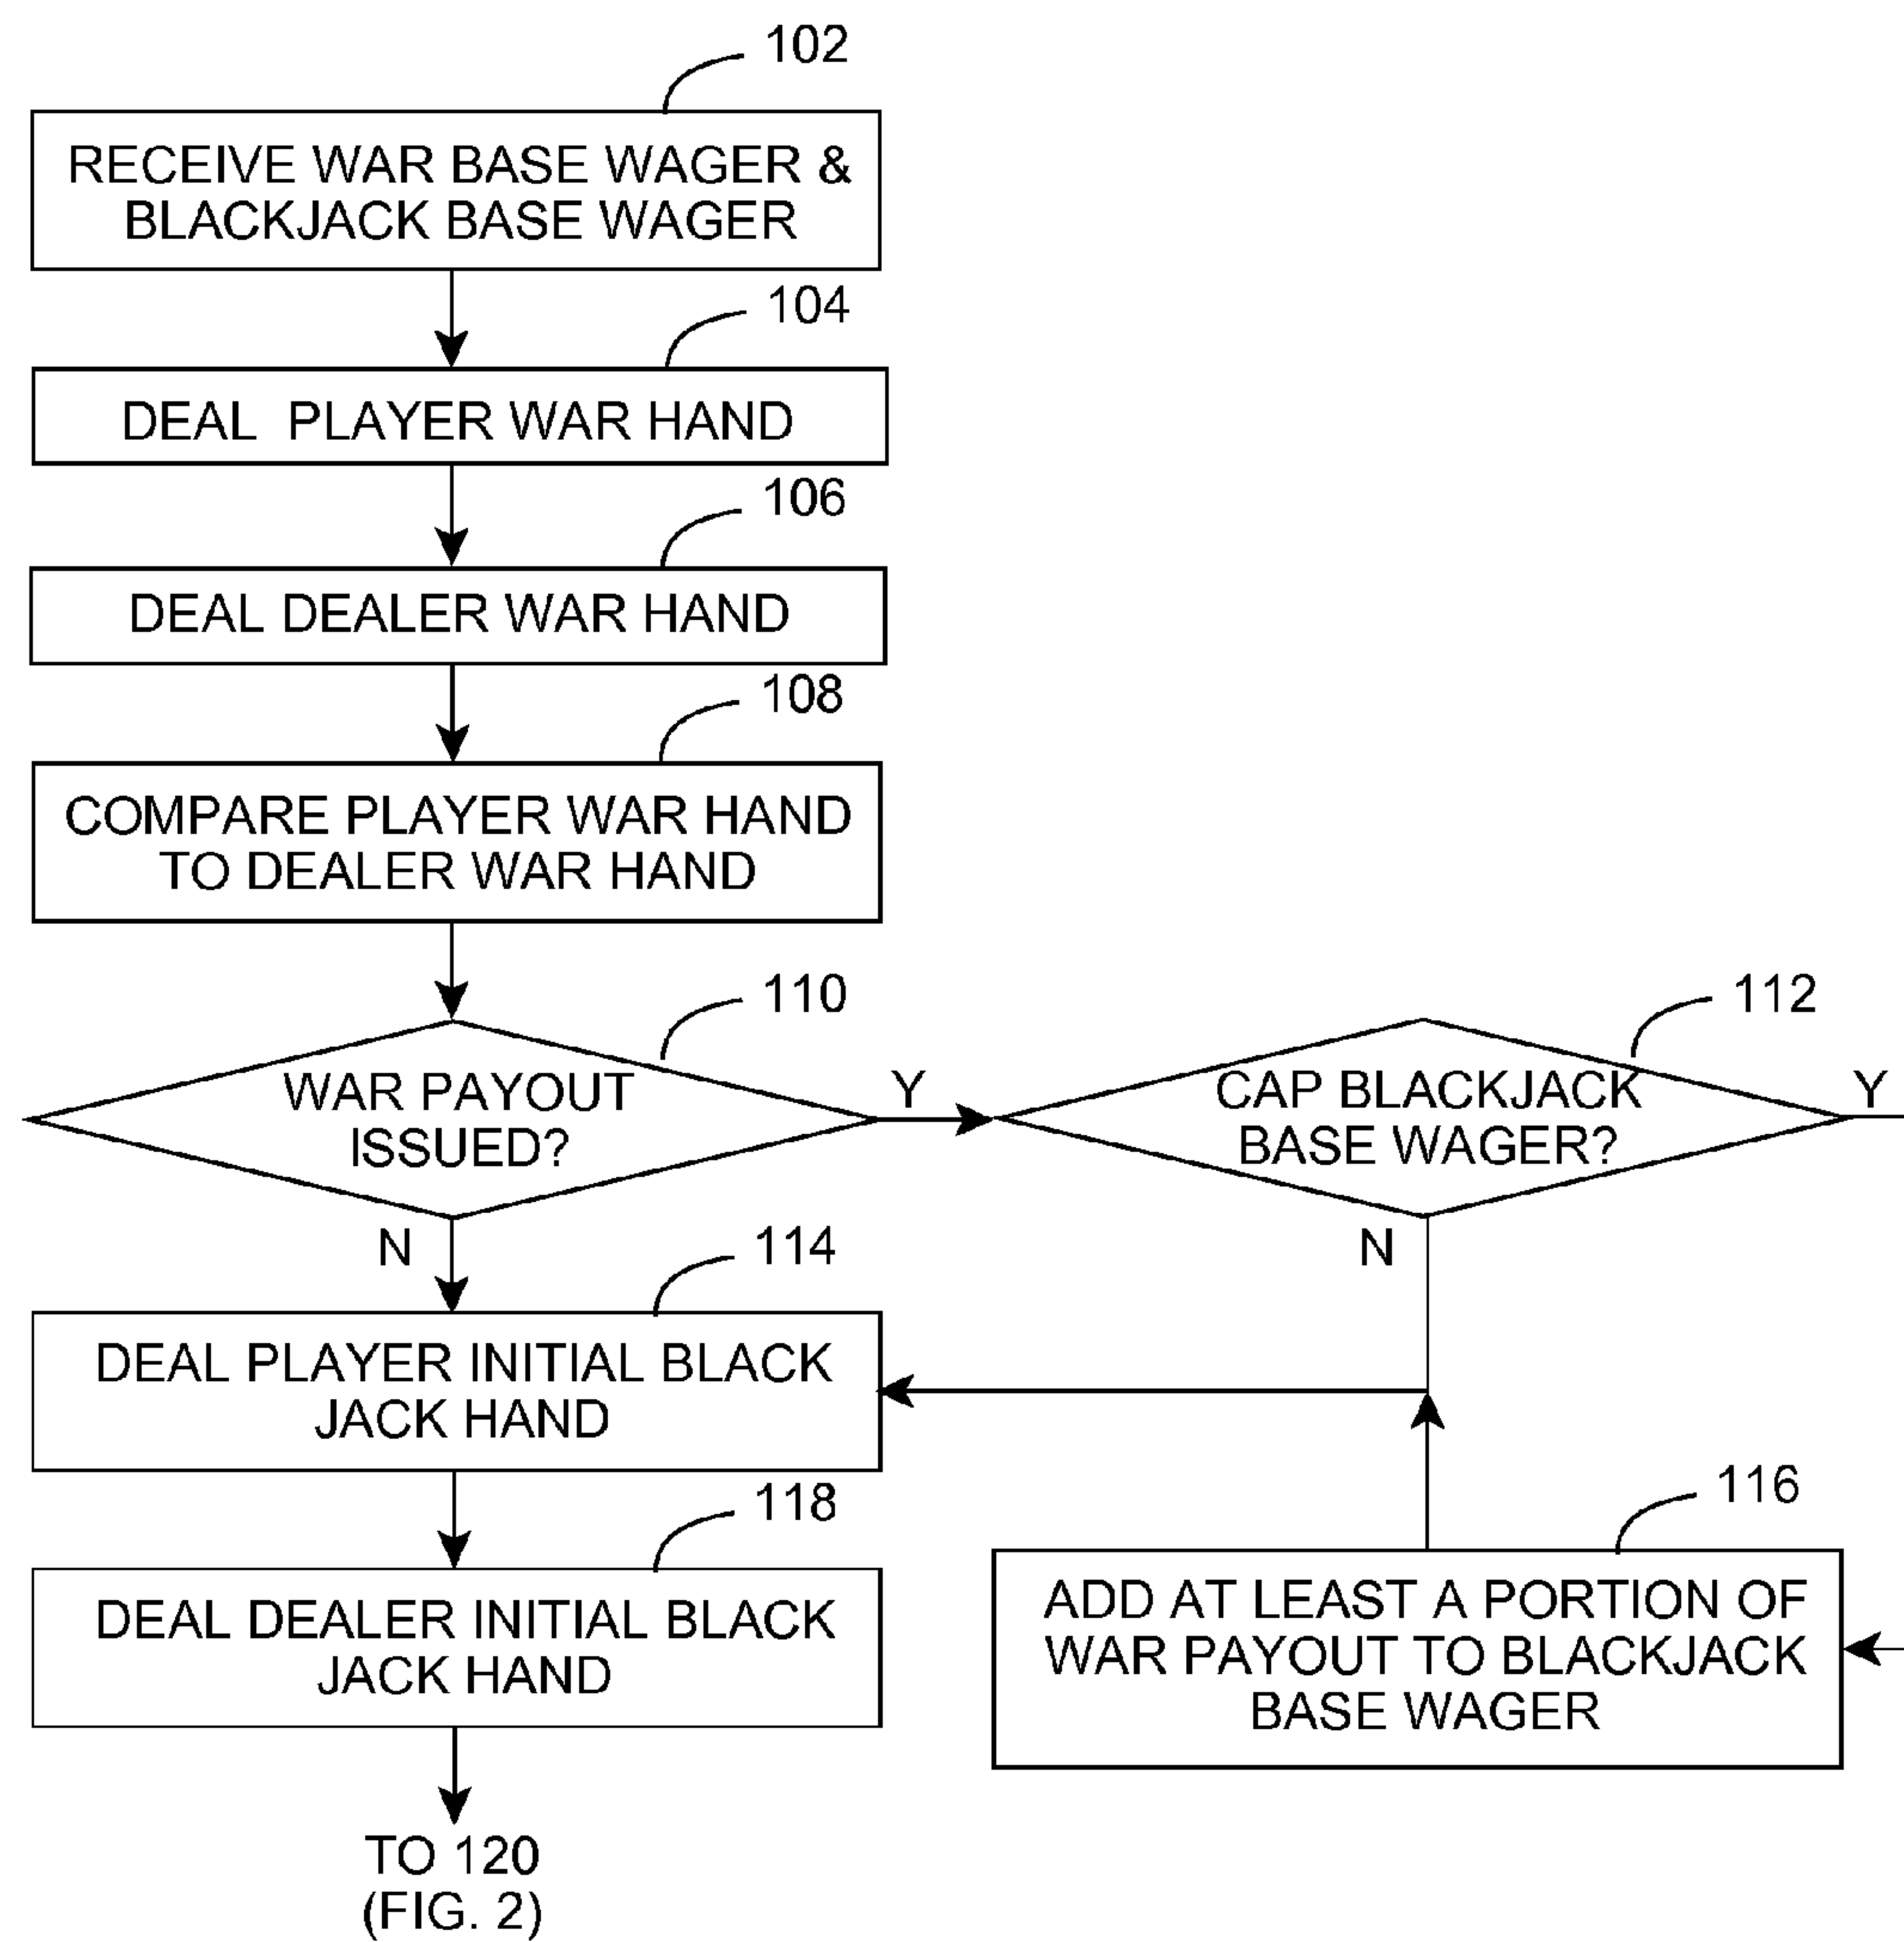 102
RECEIVE WAR BASE WAGER &
BLACKJACK BASE WAGER
104
DEAL PLAYER WAR HAND
106
DEAL DEALER WAR HAND
108
COMPARE PLAYER WAR HAND
TO DEALER WAR HAND
110
WAR PAYOUT
ISSUED?
Y
N
112
CAP BLACKJACK
BASE WAGER?
Y
N
114
DEAL PLAYER INITIAL BLACK
JACK HAND
116
ADD AT LEAST A PORTION OF
WAR PAYOUT TO BLACKJACK
BASE WAGER
118
DEAL DEALER INITIAL BLACK
JACK HAND
TO 120
(FIG. 2)